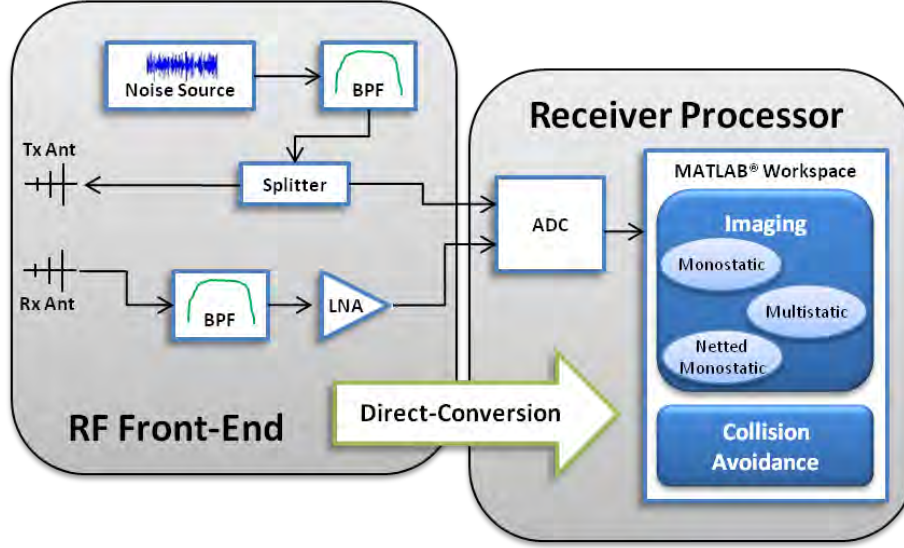 Noise Source
BPF
Tx Ant
Splitter
Rx Ant
BPF
LNA
RF Front-End
Direct-Conversion
Receiver Processor
ADC
MATLAB® Workspace
Imaging
Monostatic
Multistatic
Netted
Monostatic
Collision
Avoidance